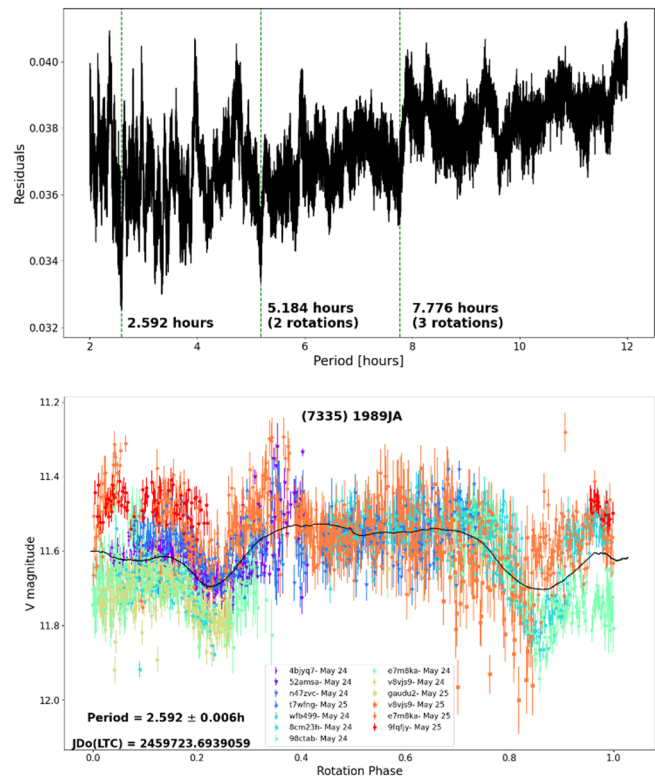 0.040
0.038
0.036
0.034
0.032
Residuals
2.592 hours
5.184 hours
(2 rotations)
7.776 hours
(3 rotations)
2
4
6
8
10
12
Period [hours]
11.2
11.4
11.6
11.8
12.0
V magnitude
(7335) 1989JA
4bjyq7- May 24
52amsa- May 24
n47zvc- May 24
t7wfng- May 25
wfb499- May 24
8cm23h- May 24
98ctab- May 24
e7m8ka- May 24
v8vjs9- May 24
gaudu2- May 24
v8vjs9- May 25
e7m8ka- May 25
9fqfjy- May 25
Period = 2.592 ± 0.006h
JDo(LTC) = 2459723.6939059
0.0
0.2
0.4
0.6
0.8
1.0
Rotation Phase